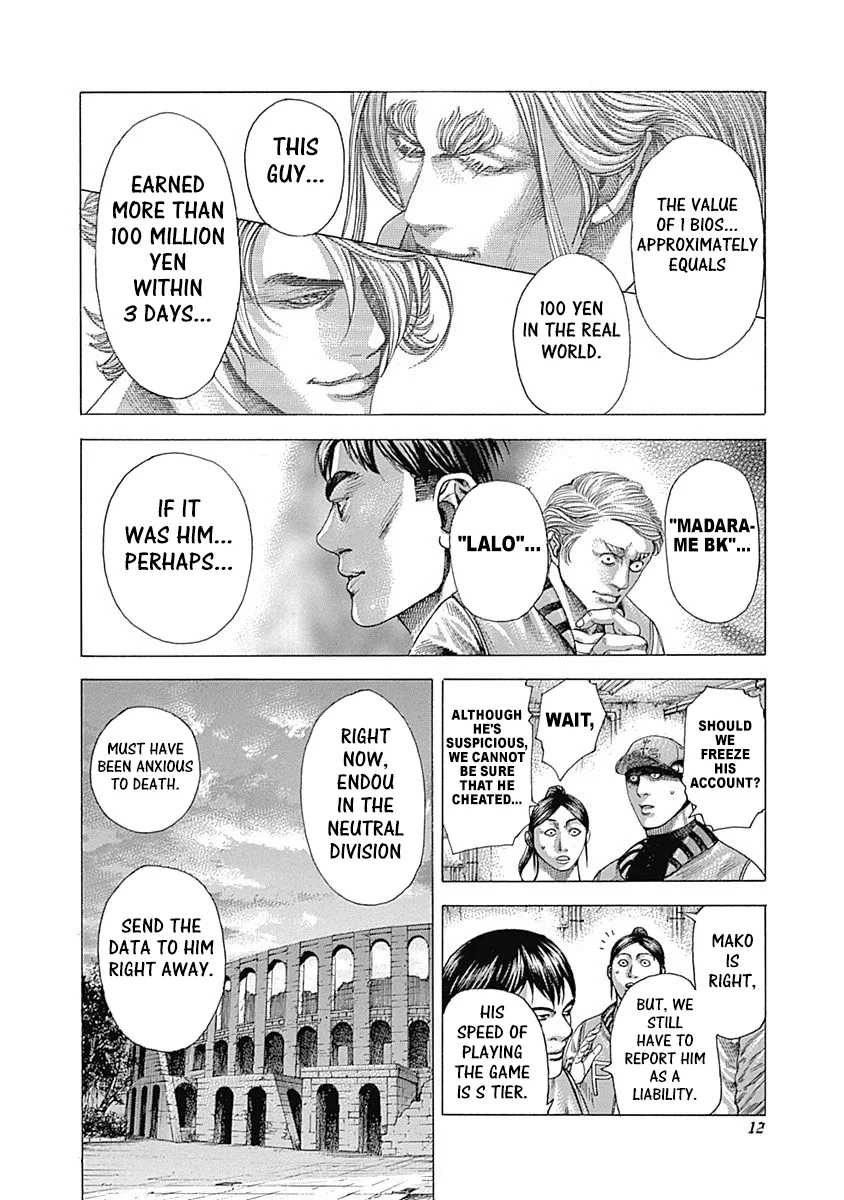 THE VALUE
OF 1 BIOS...
APPROXIMATELY
EQUALS
100 YEN
IN THE REAL
WORLD.
THIS
GUY...
EARNED
MORE THAN
100 MILLION
YEN
WITHIN
3 DAYS...
"MADARA-
ME BK"...
"LALO"...
IF IT
WAS HIM...
PERHAPS...
SHOULD
WE
FREEZE
HIS
ACCOUNT?
WAIT,
ALTHOUGH
HE'S
SUSPICIOUS,
WE CANNOT
BE SURE
THAT HE
CHEATED...
MAKO
IS
RIGHT,
BUT, WE
STILL
HAVE TO
REPORT HIM
AS A
LIABILITY.
HIS
SPEED OF
PLAYING
THE GAME
IS S TIER.
RIGHT
NOW,
ENDOU
IN THE
NEUTRAL
DIVISION
MUST HAVE
BEEN ANXIOUS
TO DEATH.
SEND THE
DATA TO HIM
RIGHT AWAY.
12